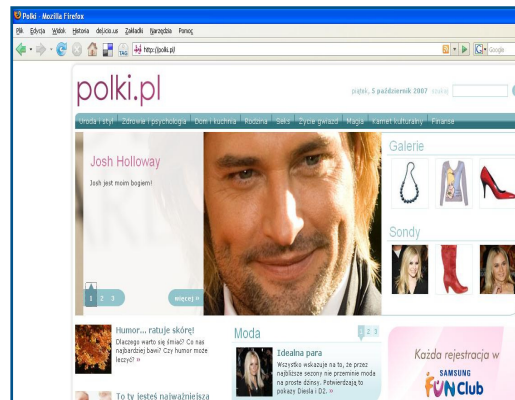 Polki - Mozilla Firefox
Plik Edycja Widok Historia del.icio.us Zakładki Narzędzia Pomoc
TAG http://polki.pl/ Google
polki.pl
piątek, 5 październik 2007 szukaj
Uroda i styl Zdrowie i psychologia Dom i kuchnia Rodzina Seks Życie gwiazd Magia Karnet kulturalny Finanse
Josh Holloway
Josh jest moim bogiem!
1 2 3
więcej »
Galerie
Sondy
Humor... ratuje skórę!
Dlaczego warto się śmiać? Co nas
najbardziej bawi? Czy humor może
leczyć? »
To ty jesteś najważniejsza
Moda
1 2 3
Idealna para
Wszystko wskazuje na to, że przez
najbliższe sezony nie przeminie moda
na proste dżinsy. Potwierdzają to
pokazy Diesla i D2. »
Każda rejestracja w
SAMSUNG
FUN Club